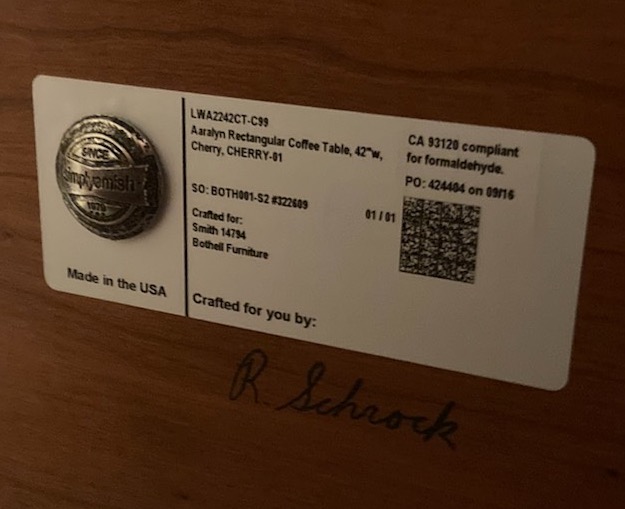 SINCE
simplyamish
1979
Made in the USA
LWA2242CT-C99
Aaralyn Rectangular Coffee Table, 42"w,
Cherry, CHERRY-01
SO: BOTH001-S2 #322609
01 / 01
Crafted for:
Smith 14794
Bothell Furniture
Crafted for you by:
CA 93120 compliant
for formaldehyde.
PO: 424404 on 09/16
R. Schrock